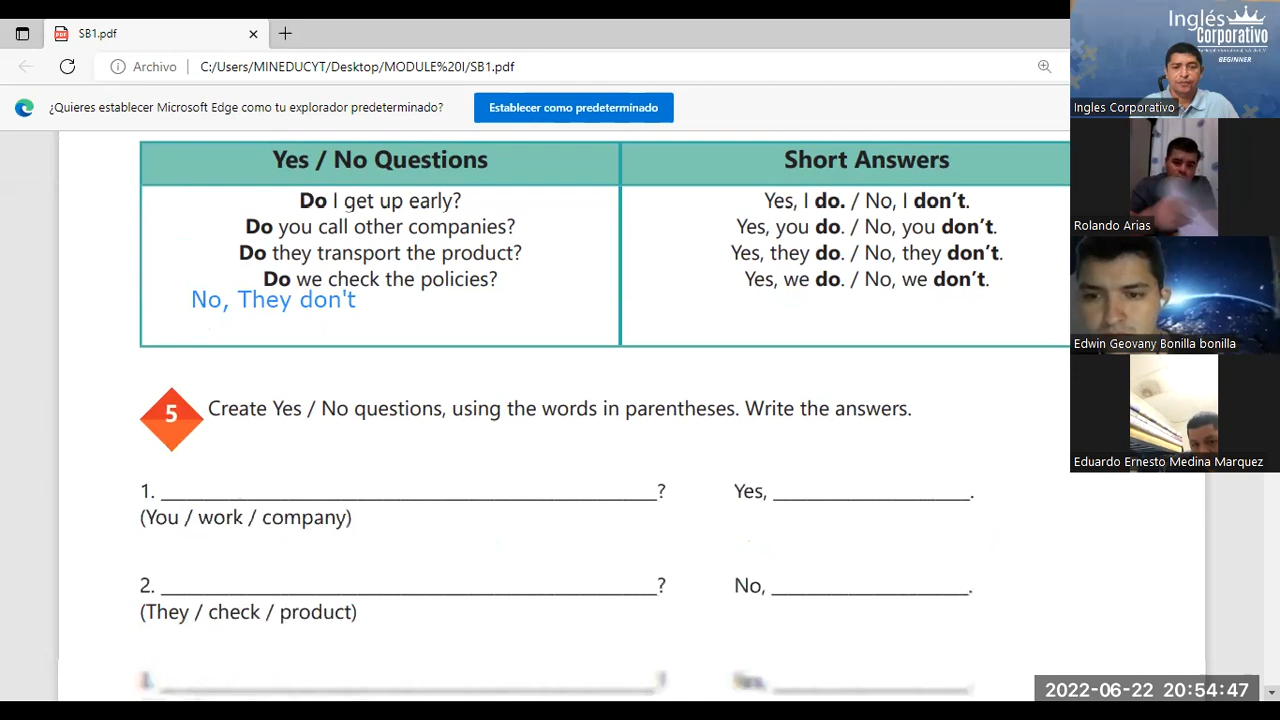 SB1.pdf
Archivo
C:/Users/MINEDUCYT/Desktop/MODULE%20I/SB1.pdf
¿Quieres establecer Microsoft Edge como tu explorador predeterminado?
Establecer como predeterminado
Yes / No Questions
Short Answers
Do I get up early?
Yes, I do. / No, I don't.
Do you call other companies?
Yes, you do. / No, you don't.
Do they transport the product?
Yes, they do. / No, they don't.
Do we check the policies?
Yes, we do. / No, we don't.
No, They don't
5
Create Yes / No questions, using the words in parentheses. Write the answers.
1. ______________________________?
Yes, ____________________.
(You / work / company)
2. ______________________________?
No, ____________________.
(They / check / product)
Inglés
Corporativo
BEGINNER
Ingles Corporativo
Rolando Arias
Edwin Geovany Bonilla bonilla
Eduardo Ernesto Medina Marquez
2022-06-22 20:54:47